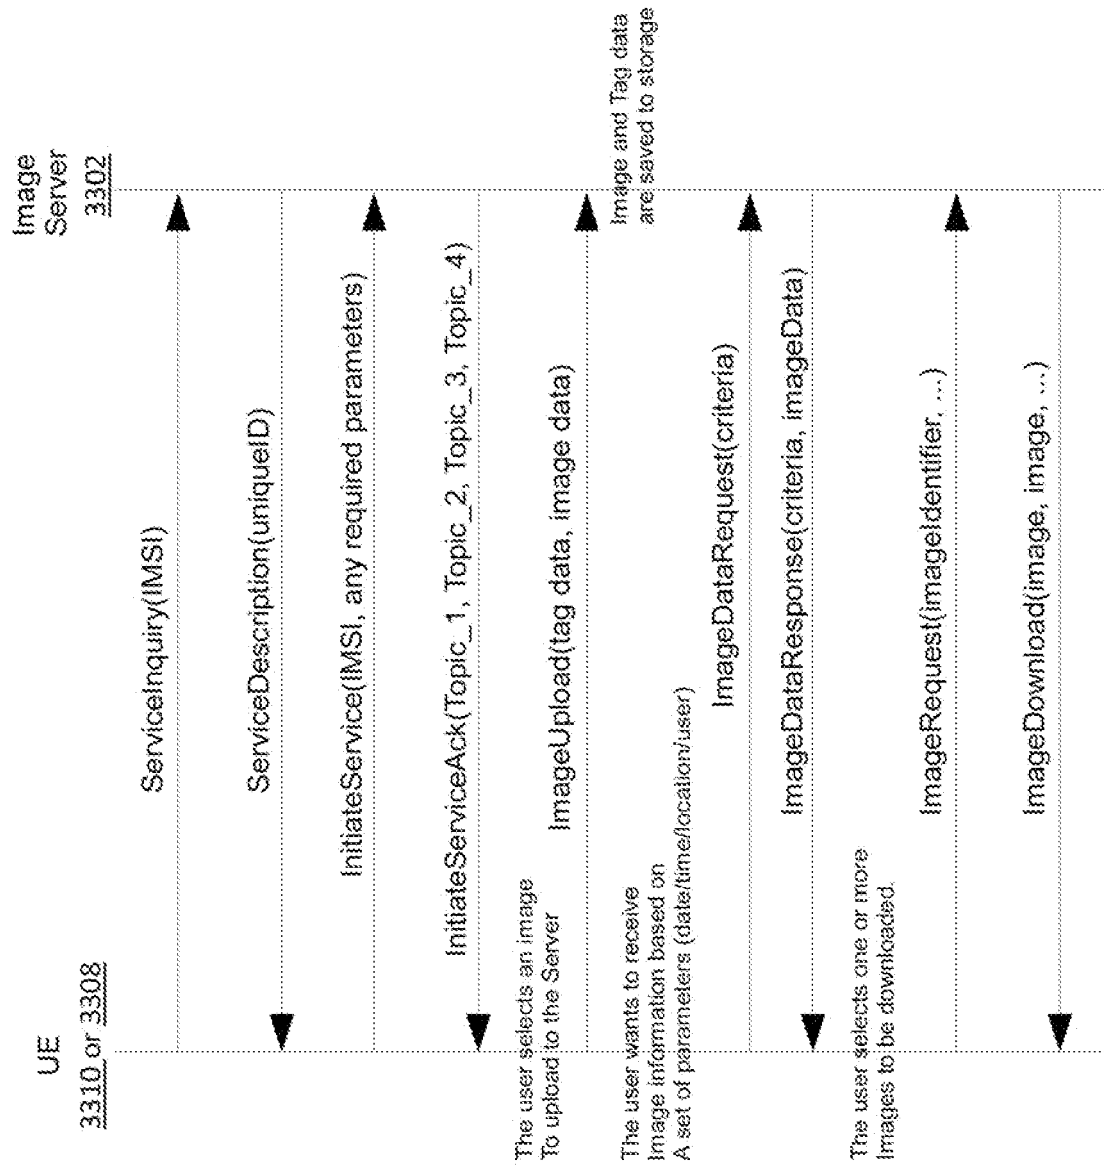 UE
3310 or 3308
Image
Server
3302
ServiceInquiry(IMSI)
ServiceDescription(uniqueID)
InitiateService(IMSI, any required parameters)
InitiateServiceAck(Topic_1, Topic_2, Topic_3, Topic_4)
The user selects an image
To upload to the Server
ImageUpload(tag data, image data)
Image and Tag data
are saved to storage
The user wants to receive
Image information based on
A set of parameters (date/time/location/user)
ImageDataRequest(criteria)
ImageDataResponse(criteria, imageData)
The user selects one or more
Images to be downloaded.
ImageRequest(imageIdentifier, ...)
ImageDownload(image, image, ...)